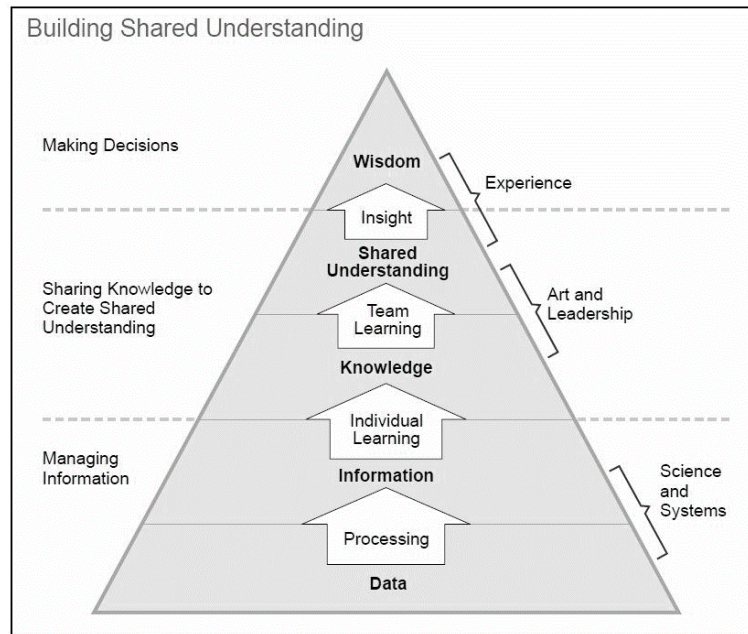 Building Shared Understanding
Making Decisions
Wisdom
Experience
Insight
Shared
Understanding
Sharing Knowledge to
Create Shared
Understanding
Art and
Leadership
Team
Learning
Knowledge
Individual
Learning
Managing
Information
Information
Science
and
Systems
Processing
Data